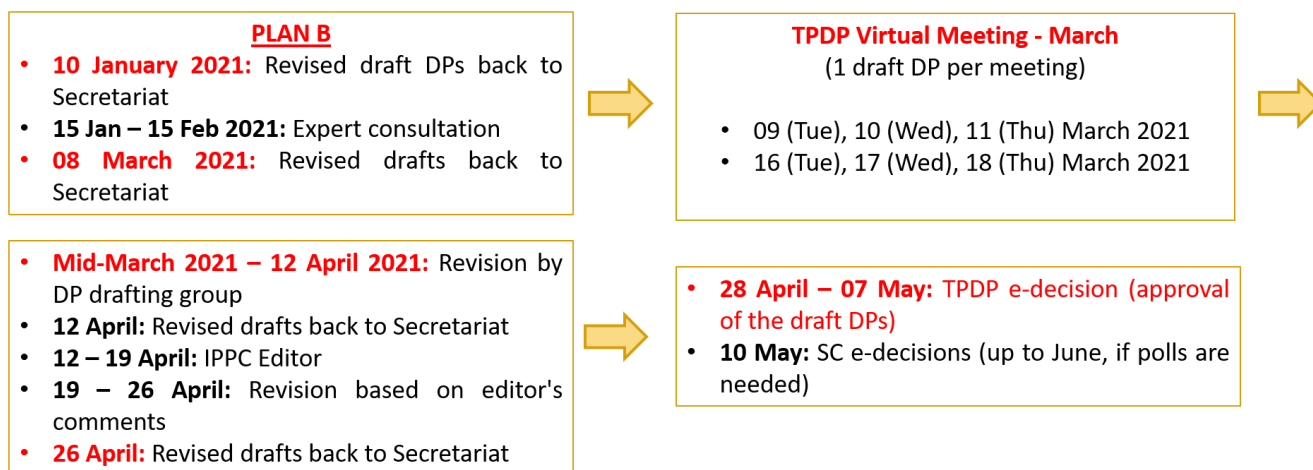 PLAN B
• 10 January 2021: Revised draft DPs back to
Secretariat
• 15 Jan – 15 Feb 2021: Expert consultation
• 08 March 2021: Revised drafts back to
Secretariat
TPDP Virtual Meeting - March
(1 draft DP per meeting)
• 09 (Tue), 10 (Wed), 11 (Thu) March 2021
• 16 (Tue), 17 (Wed), 18 (Thu) March 2021
• Mid-March 2021 – 12 April 2021: Revision by
DP drafting group
• 12 April: Revised drafts back to Secretariat
• 12 – 19 April: IPPC Editor
• 19 – 26 April: Revision based on editor's
comments
• 26 April: Revised drafts back to Secretariat
• 28 April – 07 May: TPDP e-decision (approval
of the draft DPs)
• 10 May: SC e-decisions (up to June, if polls are
needed)